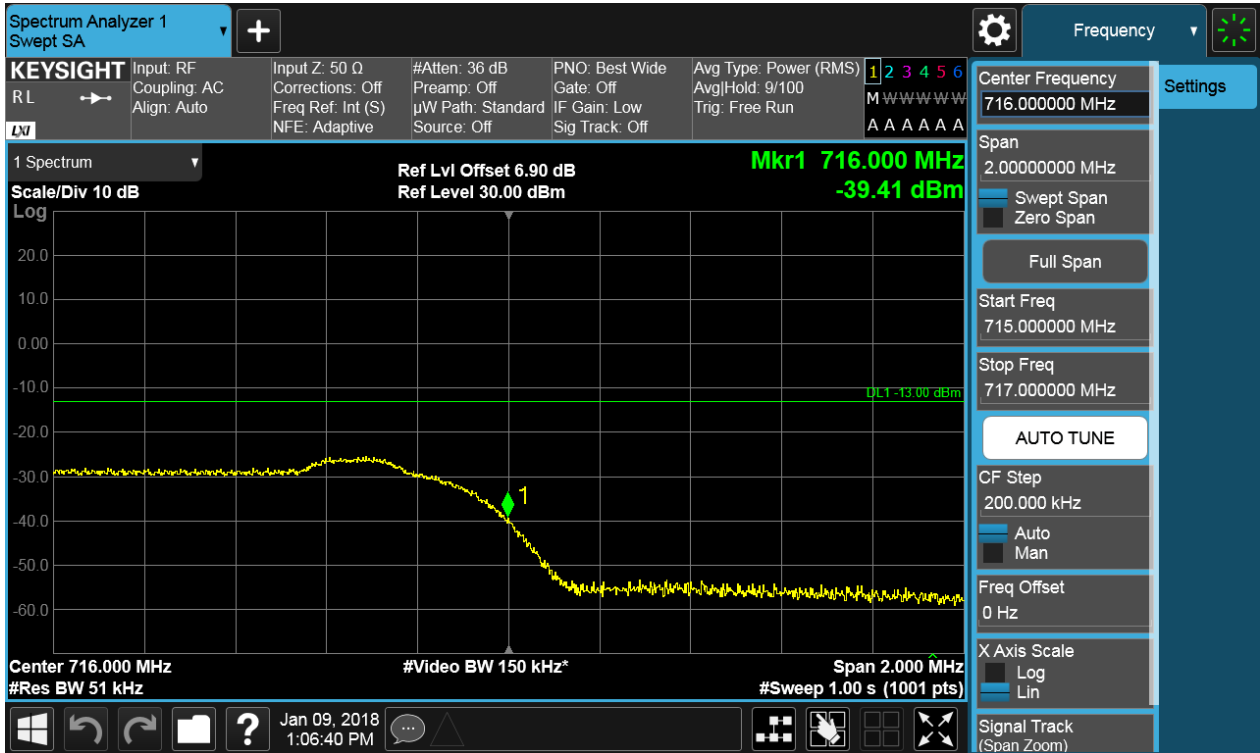 Spectrum Analyzer 1
Swept SA
+
Frequency
KEYSIGHT
R L
LXI
Input: RF
Coupling: AC
Align: Auto
Input Z: 50 Ω
Corrections: Off
Freq Ref: Int (S)
NFE: Adaptive
#Atten: 36 dB
Preamp: Off
µW Path: Standard
Source: Off
PNO: Best Wide
Gate: Off
IF Gain: Low
Sig Track: Off
Avg Type: Power (RMS)
Avg|Hold: 9/100
Trig: Free Run
1 2 3 4 5 6
M W W W W W
A A A A A A
1 Spectrum
Scale/Div 10 dB
Log
Ref Lvl Offset 6.90 dB
Ref Level 30.00 dBm
Mkr1 716.000 MHz
-39.41 dBm
20.0
10.0
0.00
-10.0
DL1 -13.00 dBm
-20.0
-30.0
1
-40.0
-50.0
-60.0
Center 716.000 MHz
#Res BW 51 kHz
#Video BW 150 kHz*
Span 2.000 MHz
#Sweep 1.00 s (1001 pts)
?
Jan 09, 2018
1:06:40 PM
Center Frequency
716.000000 MHz
Span
2.00000000 MHz
Swept Span
Zero Span
Full Span
Start Freq
715.000000 MHz
Stop Freq
717.000000 MHz
AUTO TUNE
CF Step
200.000 kHz
Auto
Man
Freq Offset
0 Hz
X Axis Scale
Log
Lin
Signal Track
(Span Zoom)
Settings